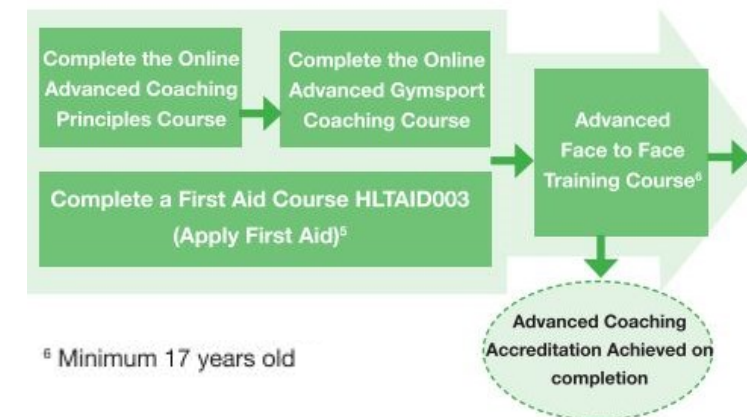 Complete the Online
Advanced Coaching
Principles Course
Complete the Online
Advanced Gymsport
Coaching Course
Complete a First Aid Course HLTAID003
(Apply First Aid)⁵
Advanced
Face to Face
Training Course⁶
Advanced Coaching
Accreditation Achieved on
completion
⁶ Minimum 17 years old